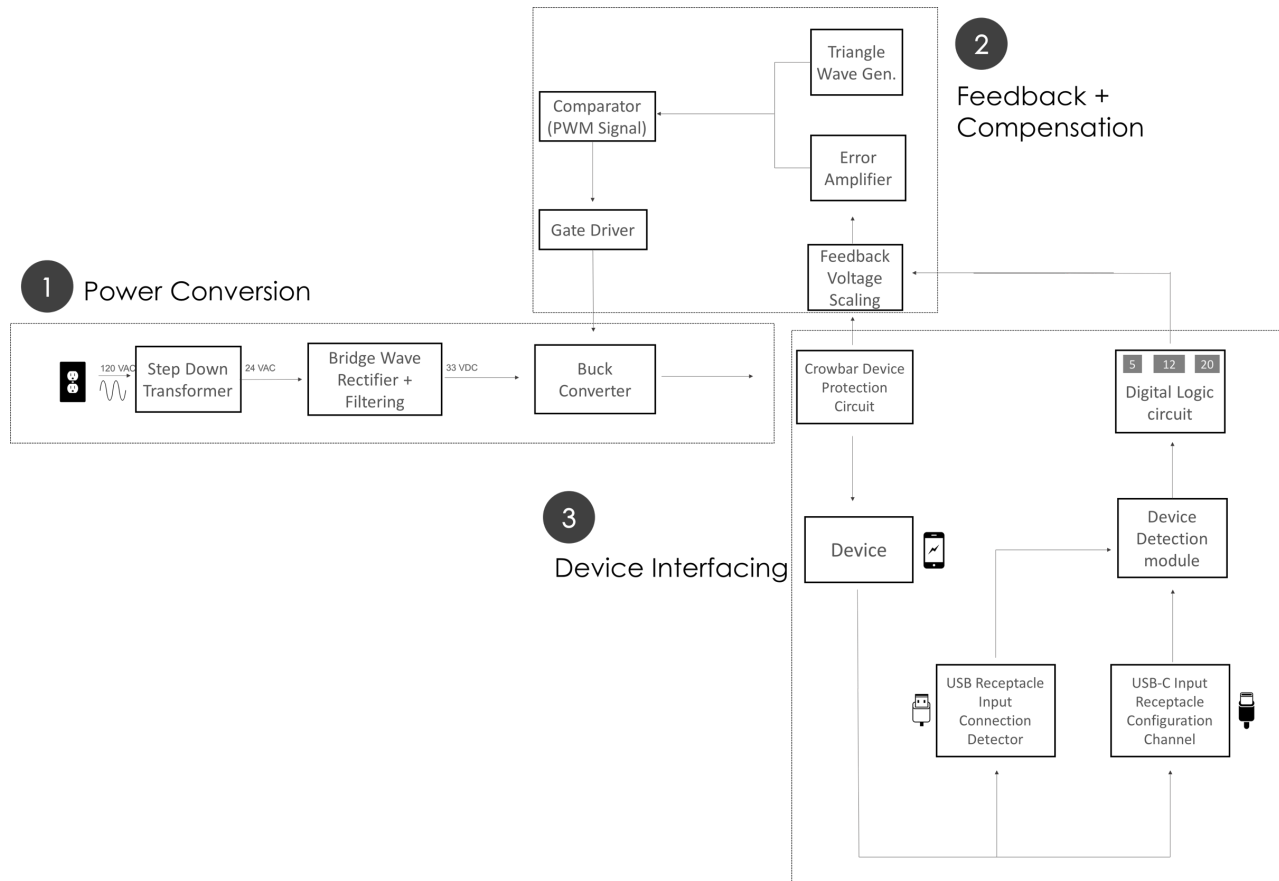 2
Feedback +
Compensation
Triangle
Wave Gen.
Comparator
(PWM Signal)
Error
Amplifier
Gate Driver
Feedback
Voltage
Scaling
1
Power Conversion
120 VAC
Step Down
Transformer
24 VAC
Bridge Wave
Rectifier +
Filtering
33 VDC
Buck
Converter
Crowbar Device
Protection
Circuit
5
12
20
Digital Logic
circuit
3
Device Interfacing
Device
Device
Detection
module
USB Receptacle
Input
Connection
Detector
USB-C Input
Receptacle
Configuration
Channel